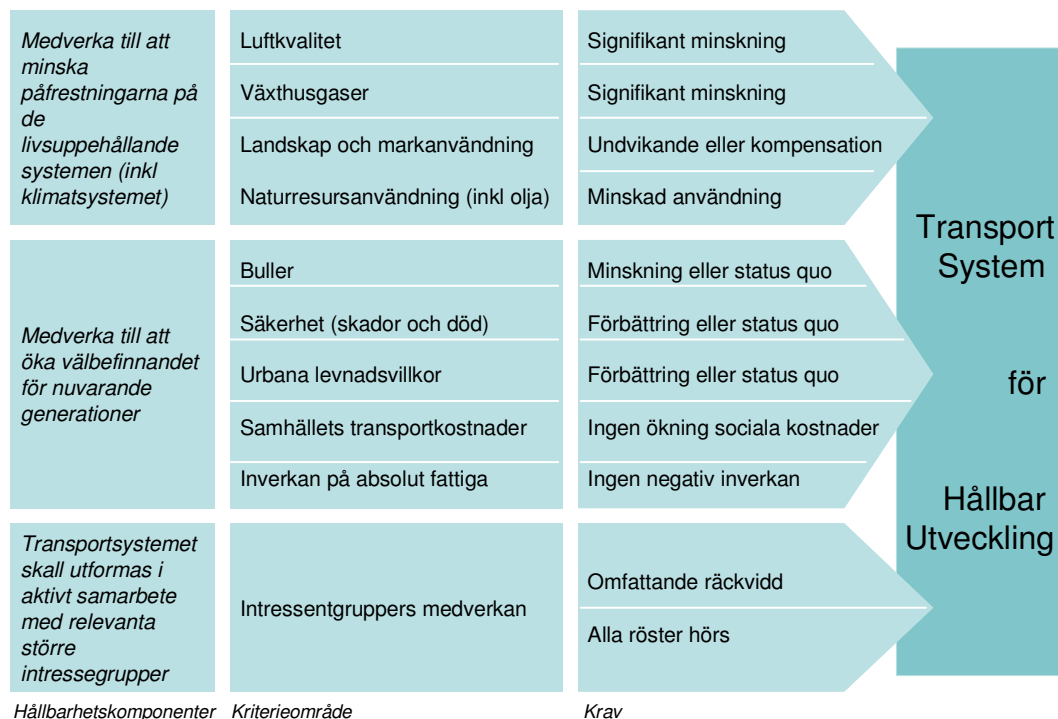 Medverka till att
minska
påfrestningarna på
de
livsuppehållande
systemen (inkl
klimatsystemet)
Luftkvalitet
Signifikant minskning
Växthusgaser
Signifikant minskning
Landskap och markanvändning
Undvikande eller kompensation
Naturresursanvändning (inkl olja)
Minskad användning
Medverka till att
öka välbefinnandet
för nuvarande
generationer
Buller
Minskning eller status quo
Säkerhet (skador och död)
Förbättring eller status quo
Urbana levnadsvillkor
Förbättring eller status quo
Samhällets transportkostnader
Ingen ökning sociala kostnader
Inverkan på absolut fattiga
Ingen negativ inverkan
Transportsystemet
skall utformas i
aktivt samarbete
med relevanta
större
intressegrupper
Intressentgruppers medverkan
Omfattande räckvidd
Alla röster hörs
Transport
System
för
Hållbar
Utveckling
Hållbarhetskomponenter
Kriterieområde
Krav